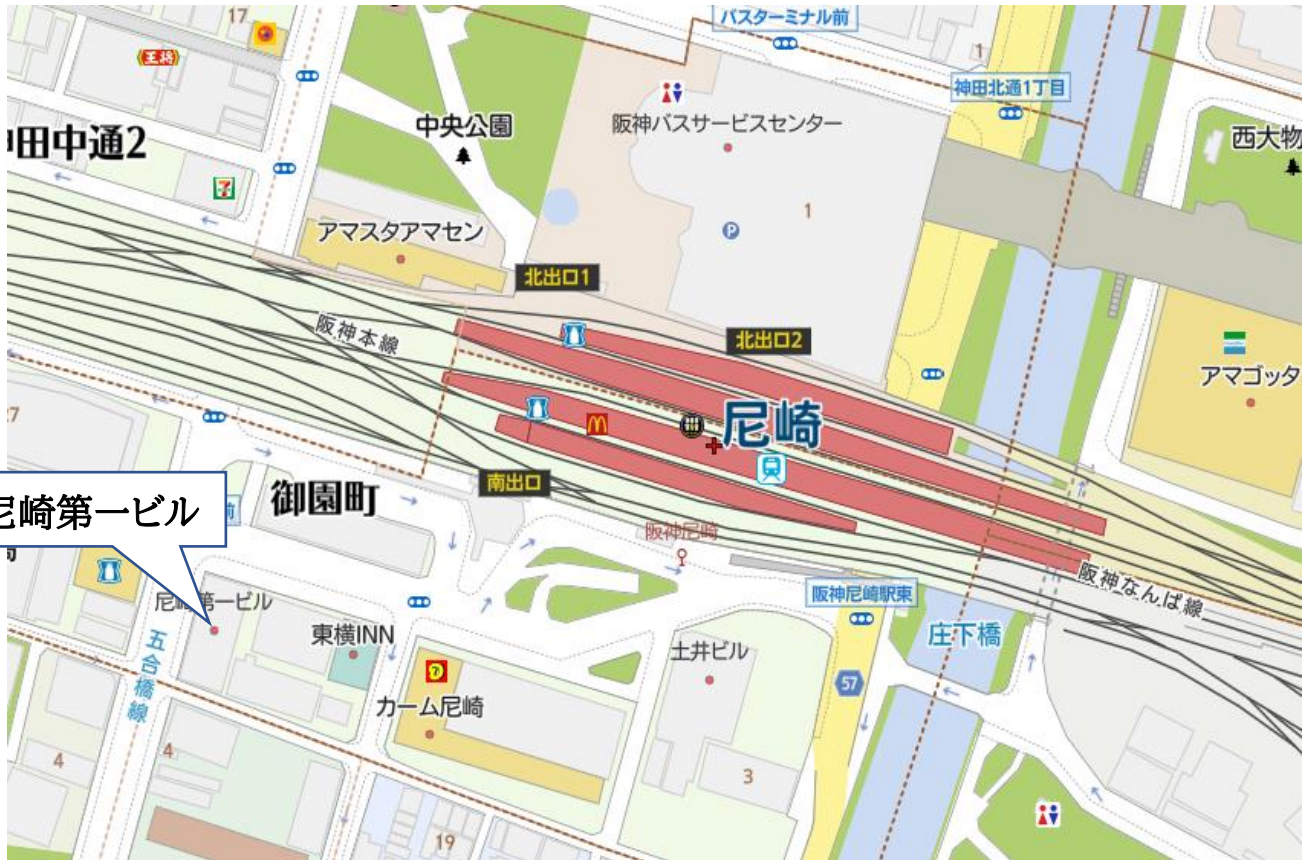 17
バスターミナル前
1
王将
神田北通1丁目
中央公園
阪神バスサービスセンター
西大物
田中通2
7
1
アマスタアマセン
P
北出口1
阪神本線
北出口2
アマゴッタ
尼崎
27
南出口
御園町
尼崎第一ビル
前
阪神尼崎
阪神なんば線
阪神尼崎駅東
尼崎第一ビル
東横INN
庄下橋
五合橋線
土井ビル
57
カーム尼崎
4
4
3
19